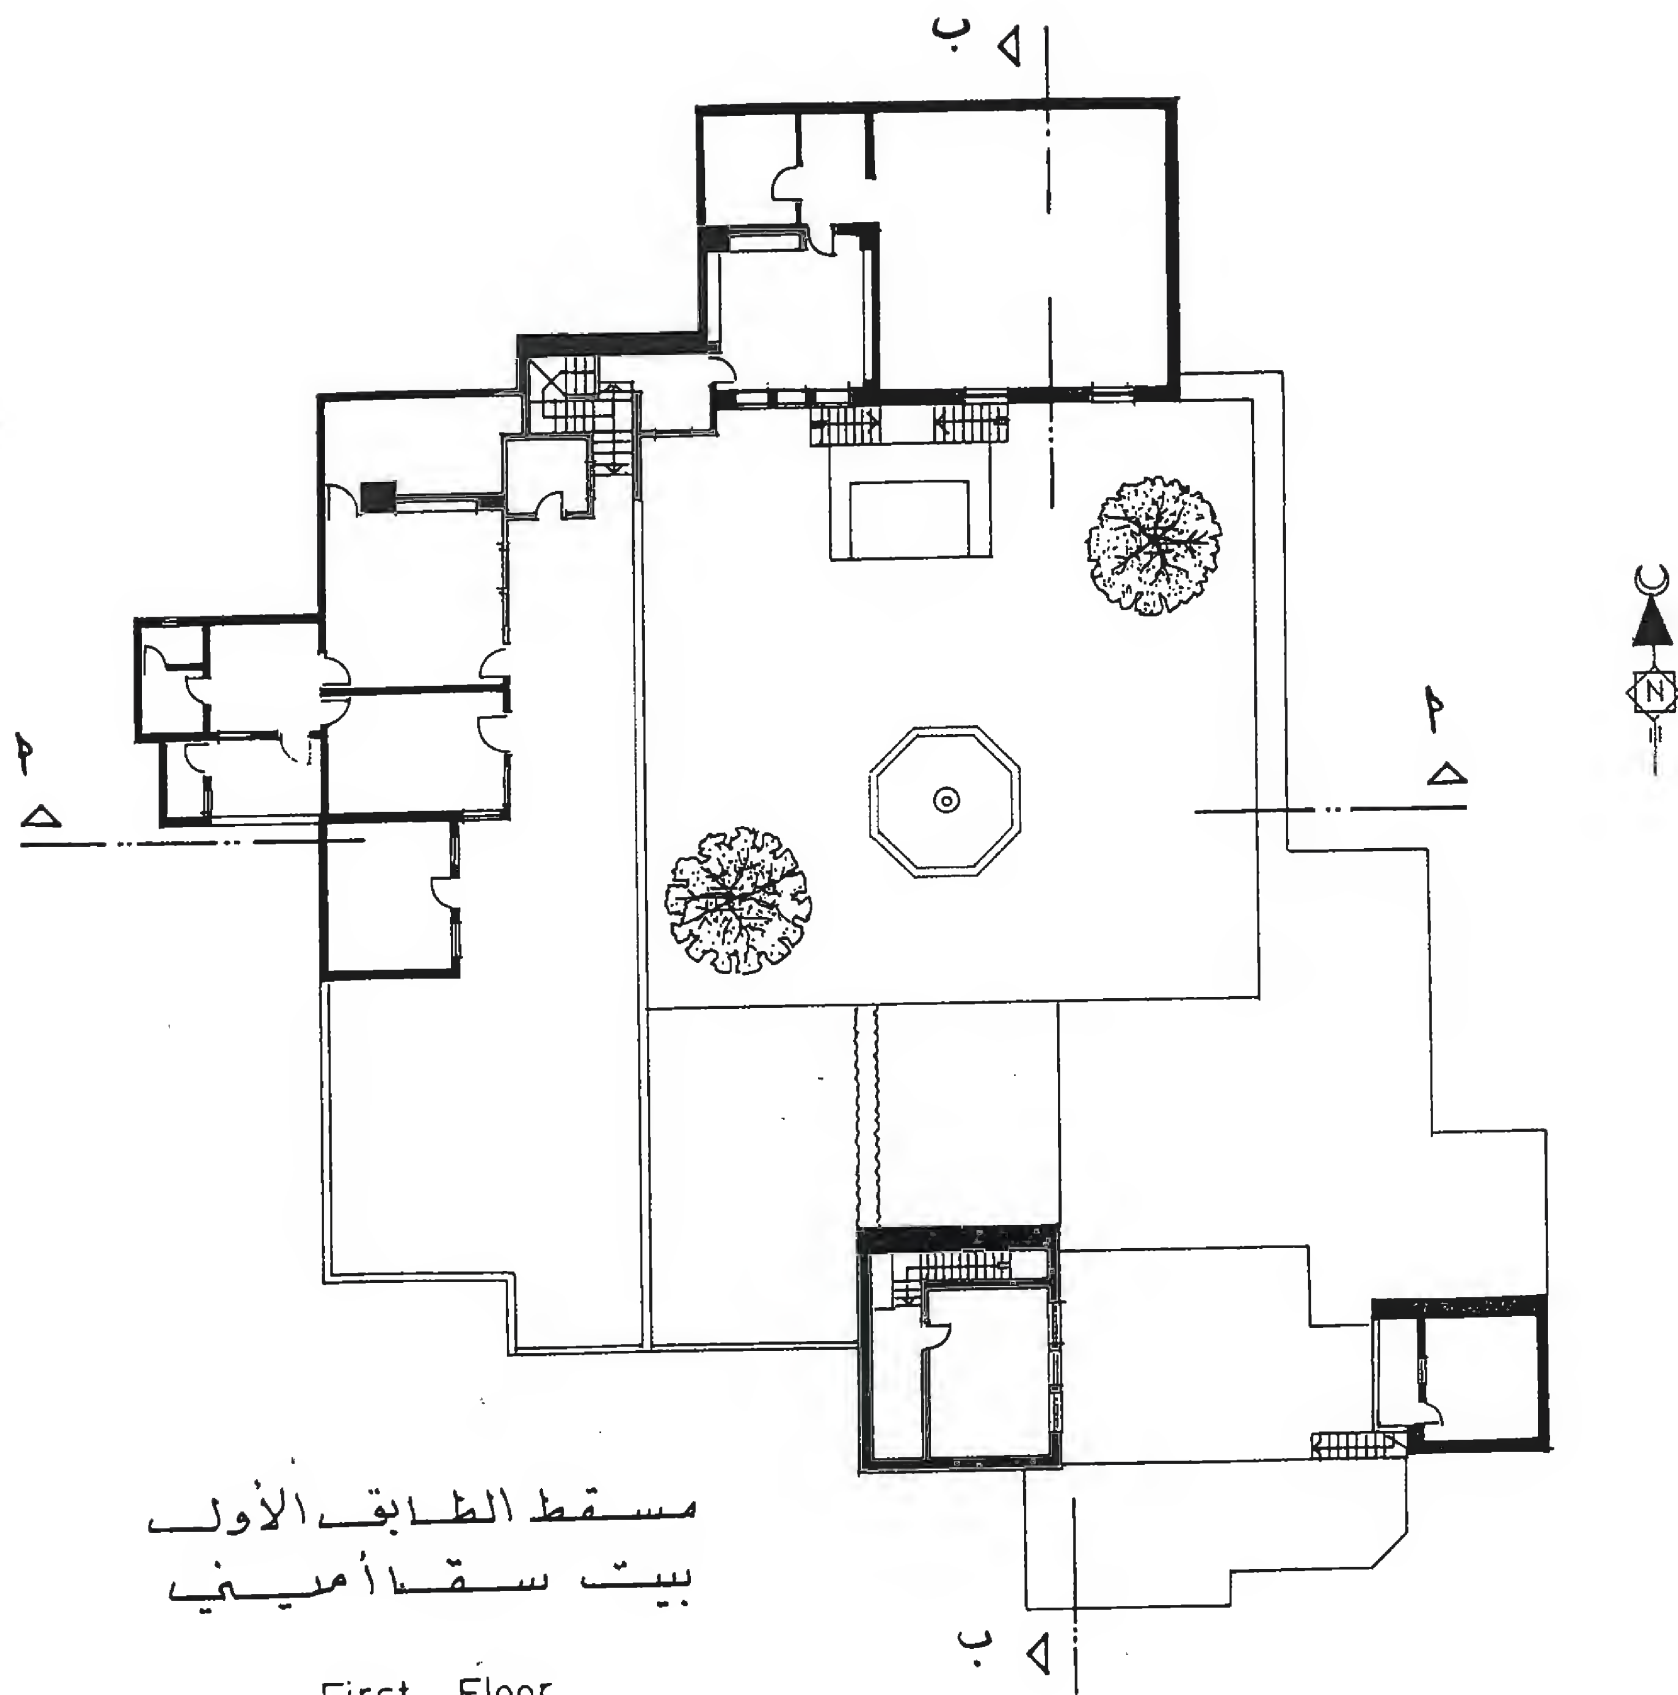 ب
م
N
م
مسقط الطابق الأول
بيت سقا أميني
ب
First Floor